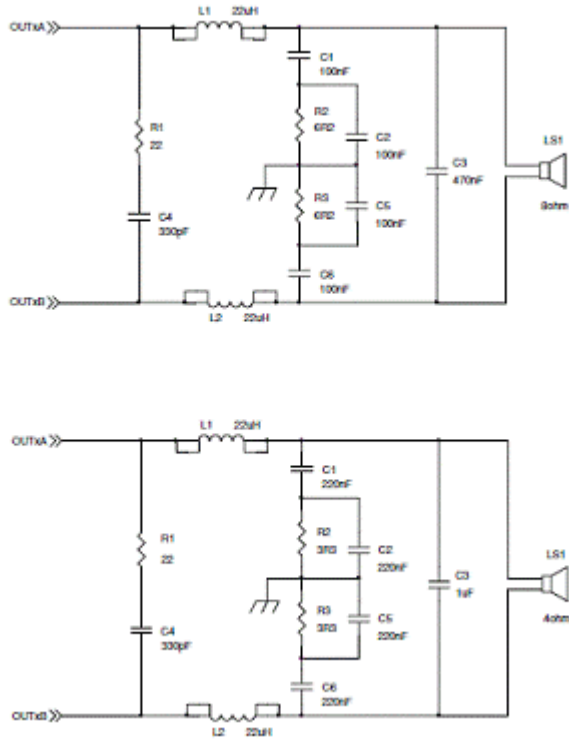 L1 22uH
OUTxA
C1
100nF
R1
22
R2
6R2
C2
100nF
C3
470nF
LS1
8ohm
R3
6R2
C5
100nF
C4
330pF
C6
100nF
OUTxB
L2 22uH
L1 22uH
OUTxA
C1
220nF
R1
22
R2
3R3
C2
220nF
C3
1uF
LS1
4ohm
R3
3R3
C5
220nF
C4
330pF
C6
220nF
OUTxB
L2 22uH